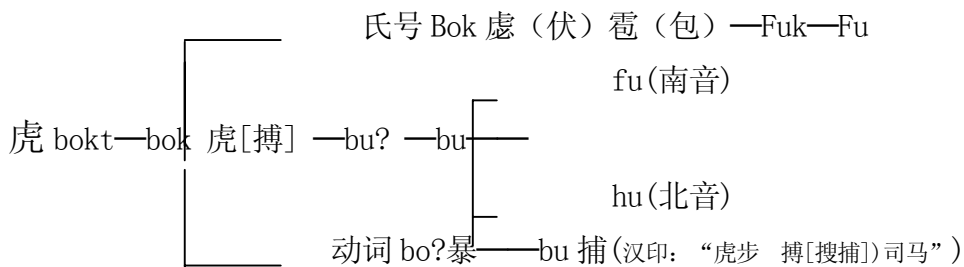 氏号 Bok 虙（伏）雹（包）—Fuk—Fu
fu(南音)
虎 bokt—bok 虎[搏] —bu? —bu
hu(北音)
动词 bo?暴——bu 捕(汉印：“虎步 搏[搜捕])司马”)